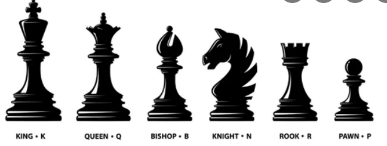 KING • K QUEEN • Q BISHOP • B KNIGHT • N ROOK • R PAWN • P